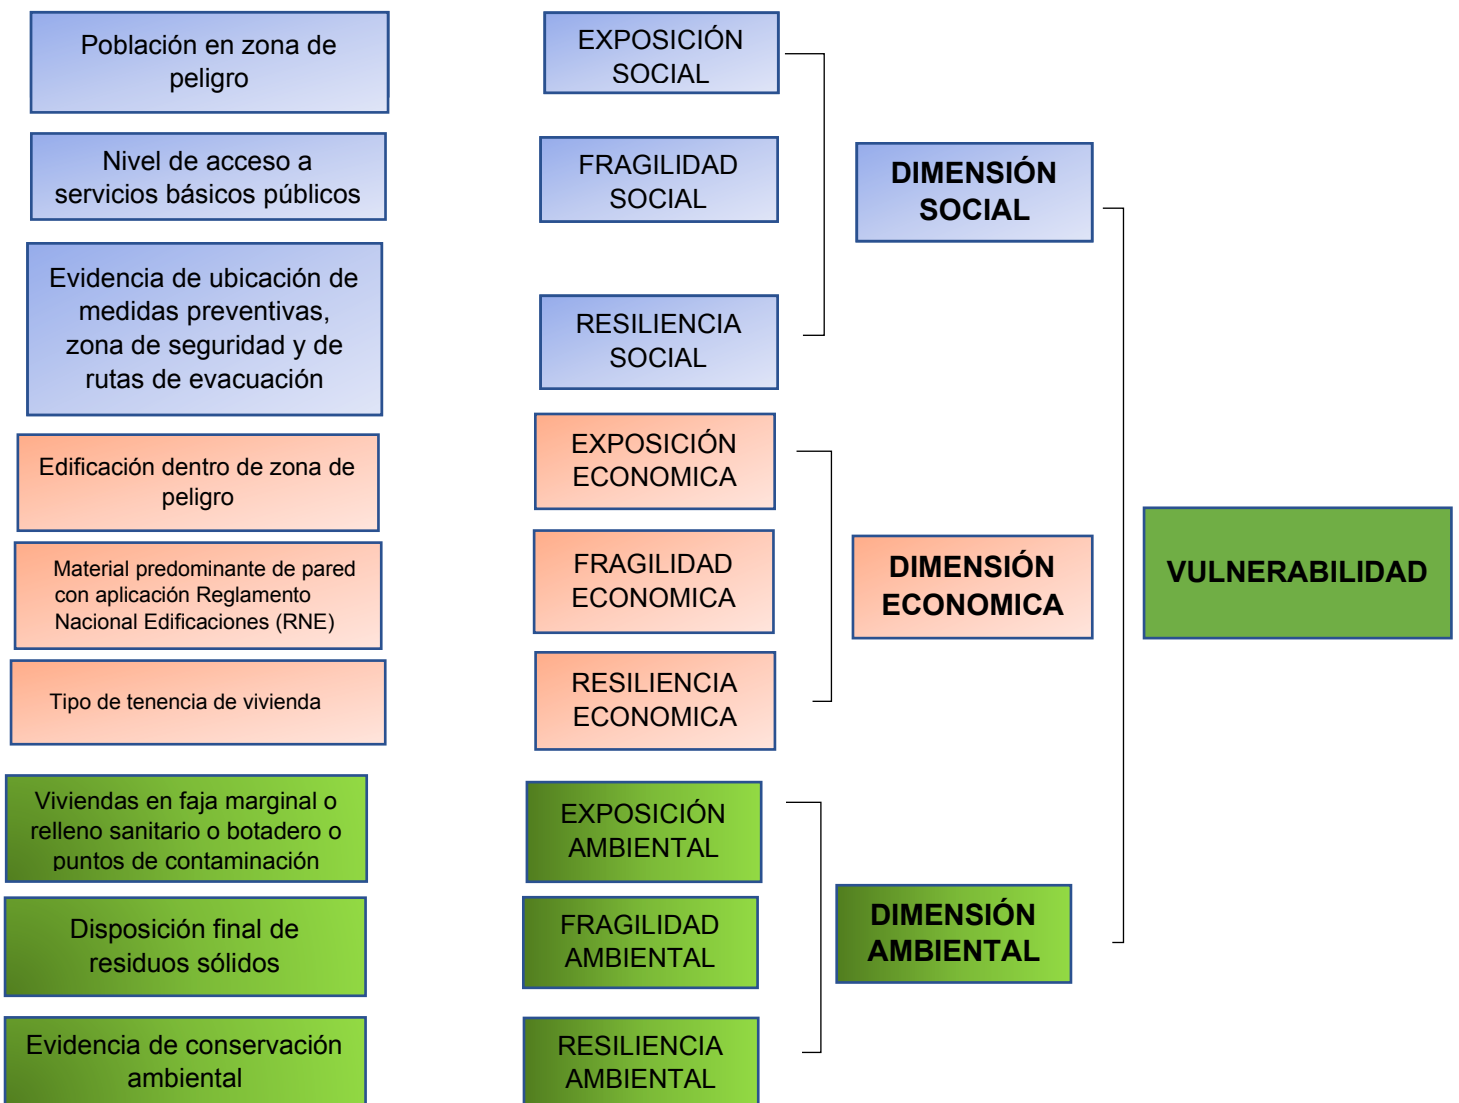 Población en zona de
peligro
EXPOSICIÓN
SOCIAL
Nivel de acceso a
servicios básicos públicos
FRAGILIDAD
SOCIAL
DIMENSIÓN
SOCIAL
Evidencia de ubicación de
medidas preventivas,
zona de seguridad y de
rutas de evacuación
RESILIENCIA
SOCIAL
Edificación dentro de zona de
peligro
EXPOSICIÓN
ECONOMICA
Material predominante de pared
con aplicación Reglamento
Nacional Edificaciones (RNE)
FRAGILIDAD
ECONOMICA
DIMENSIÓN
ECONOMICA
VULNERABILIDAD
Tipo de tenencia de vivienda
RESILIENCIA
ECONOMICA
Viviendas en faja marginal o
relleno sanitario o botadero o
puntos de contaminación
EXPOSICIÓN
AMBIENTAL
Disposición final de
residuos sólidos
FRAGILIDAD
AMBIENTAL
DIMENSIÓN
AMBIENTAL
Evidencia de conservación
ambiental
RESILIENCIA
AMBIENTAL